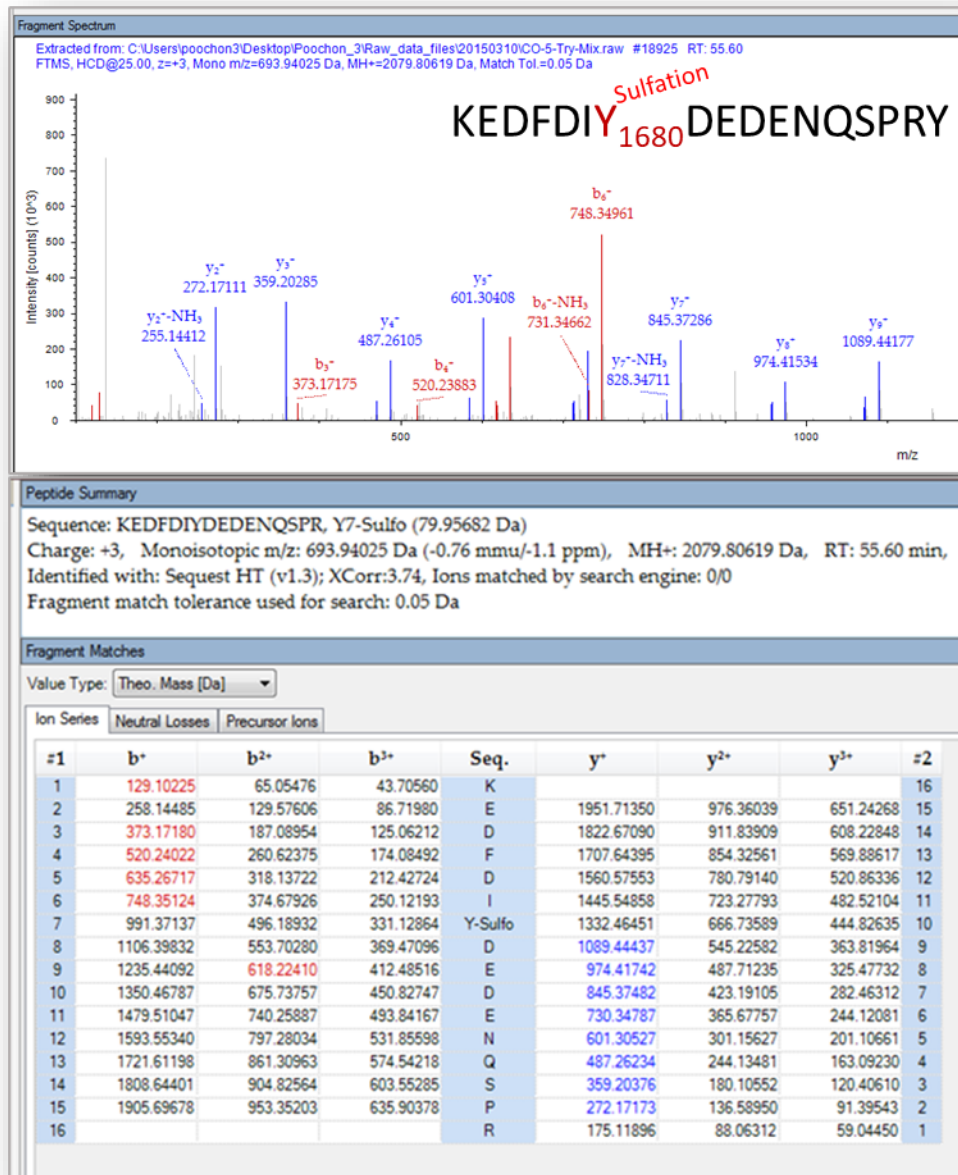 Fragment Spectrum
Extracted from: C:\Users\poochon3\Desktop\Poochon_3\Raw_data_files\20150310\CO-5-Try-Mix.raw #18925 RT: 55.60
FTMS, HCD@25.00, z=+3, Mono m/z=693.94025 Da, MH+=2079.80619 Da, Match Tol.=0.05 Da
Sulfation
KEDFDIY1680DEDENQSPRY
Intensity [counts] (10^3)
900
800
700
600
500
400
300
200
100
0
y₂⁺-NH₃
255.14412
y₂⁺
272.17111
y₃⁺
359.20285
b₃⁺
373.17175
y₄⁺
487.26105
b₄⁺
520.23883
y₅⁺
601.30408
b₆⁺-NH₃
731.34662
b₆⁺
748.34961
y₇⁺-NH₃
828.34711
y₇⁺
845.37286
y₈⁺
974.41534
y₉⁺
1089.44177
500
1000
m/z
Peptide Summary
Sequence: KEDFDIYDEDENQSPR, Y7-Sulfo (79.95682 Da)
Charge: +3, Monoisotopic m/z: 693.94025 Da (-0.76 mmu/-1.1 ppm), MH+: 2079.80619 Da, RT: 55.60 min,
Identified with: Sequest HT (v1.3); XCorr:3.74, Ions matched by search engine: 0/0
Fragment match tolerance used for search: 0.05 Da
Fragment Matches
Value Type: Theo. Mass [Da]
Ion Series Neutral Losses Precursor Ions
#1 b⁺ b²⁺ b³⁺ Seq. y⁺ y²⁺ y³⁺ #2
1 129.10225 65.05476 43.70560 K 16
2 258.14485 129.57606 86.71980 E 1951.71350 976.36039 651.24268 15
3 373.17180 187.08954 125.06212 D 1822.67090 911.83909 608.22848 14
4 520.24022 260.62375 174.08492 F 1707.64395 854.32561 569.88617 13
5 635.26717 318.13722 212.42724 D 1560.57553 780.79140 520.86336 12
6 748.35124 374.67926 250.12193 I 1445.54858 723.27793 482.52104 11
7 991.37137 496.18932 331.12864 Y-Sulfo 1332.46451 666.73589 444.82635 10
8 1106.39832 553.70280 369.47096 D 1089.44437 545.22582 363.81964 9
9 1235.44092 618.22410 412.48516 E 974.41742 487.71235 325.47732 8
10 1350.46787 675.73757 450.82747 D 845.37482 423.19105 282.46312 7
11 1479.51047 740.25887 493.84167 E 730.34787 365.67757 244.12081 6
12 1593.55340 797.28034 531.85598 N 601.30527 301.15627 201.10661 5
13 1721.61198 861.30963 574.54218 Q 487.26234 244.13481 163.09230 4
14 1808.64401 904.82564 603.55285 S 359.20376 180.10552 120.40610 3
15 1905.69678 953.35203 635.90378 P 272.17173 136.58950 91.39543 2
16 R 175.11896 88.06312 59.04450 1